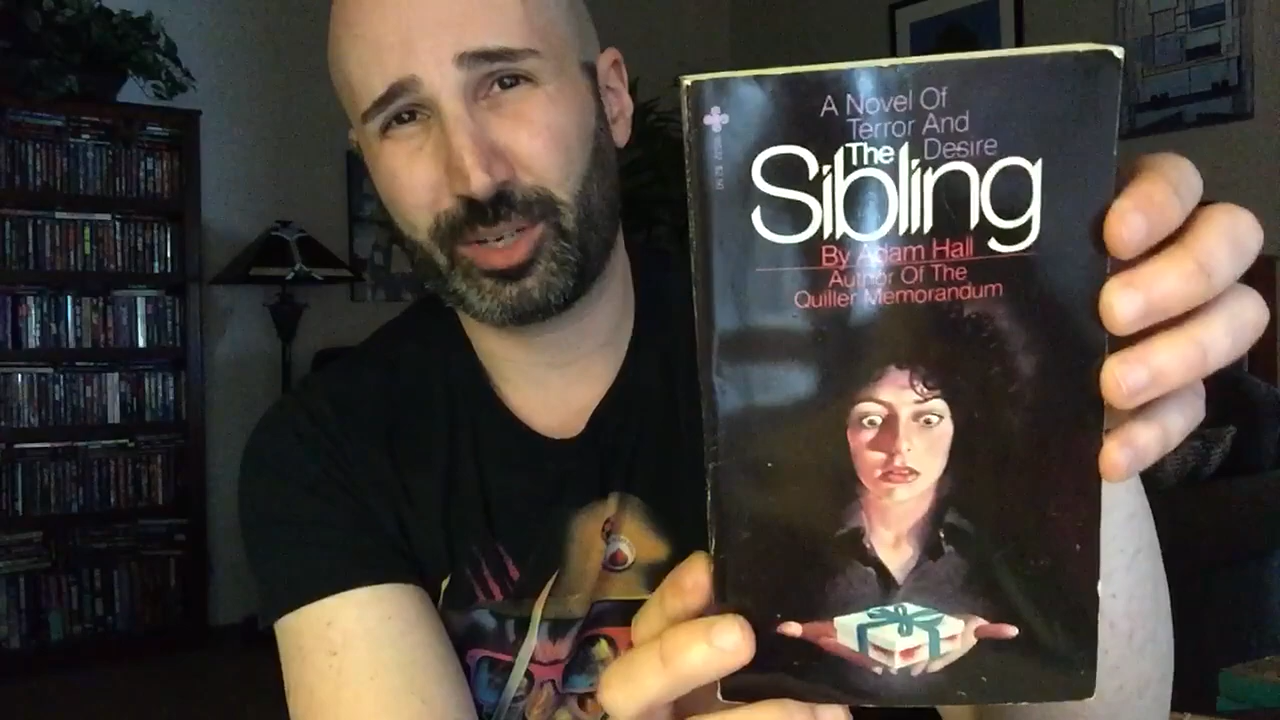 A Novel Of
Terror And
Desire
The
Sibling
By Adam Hall
Author Of The
Quiller Memorandum